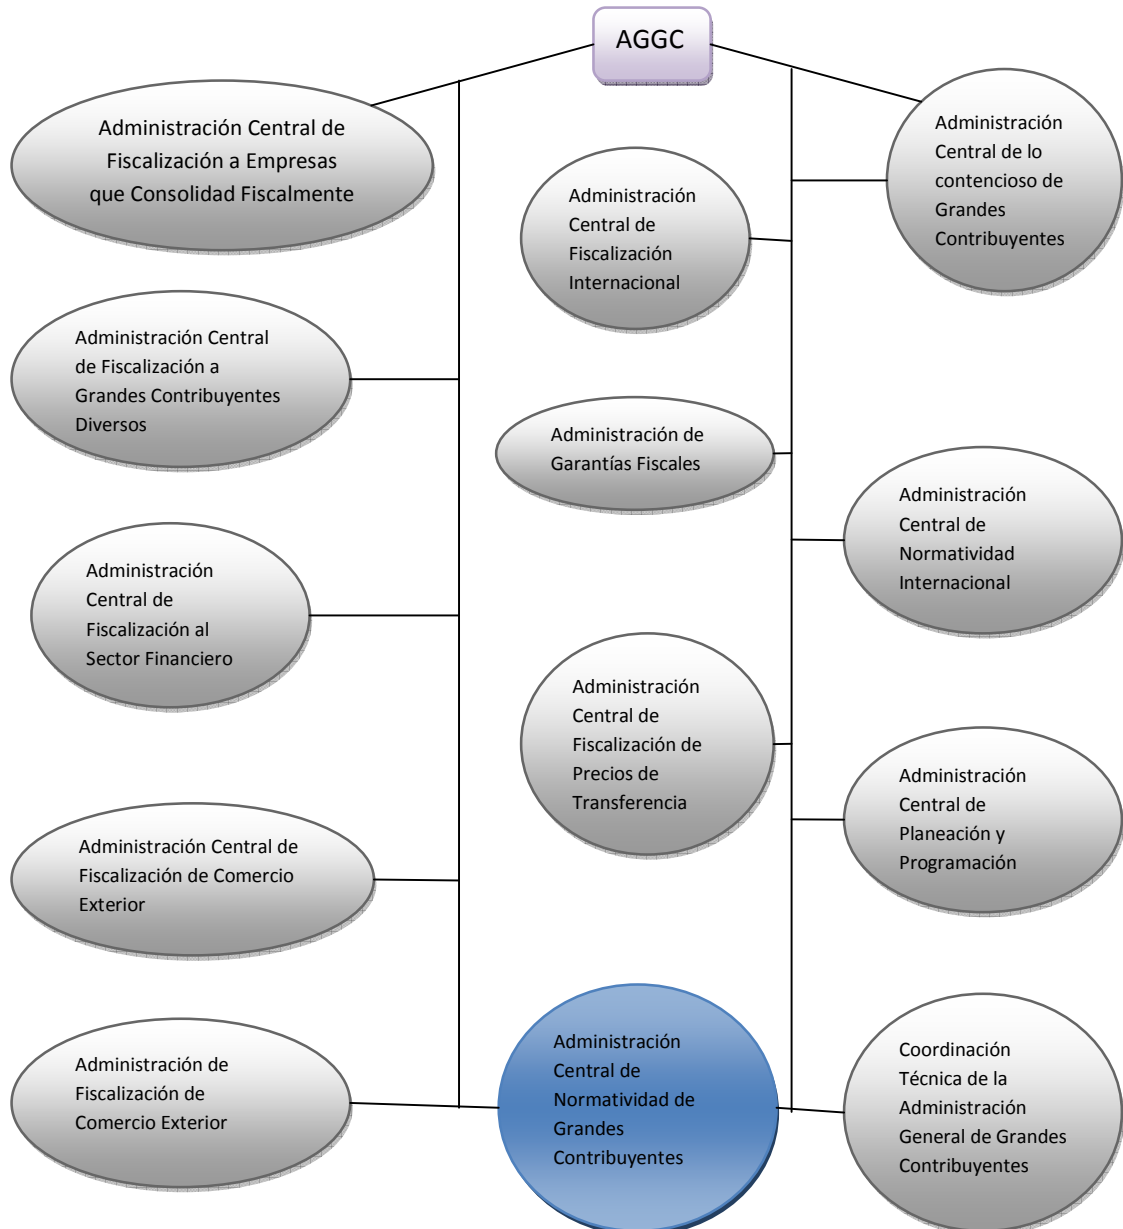 AGGC
Administración Central de
Fiscalización a Empresas
que Consolidad Fiscalmente
Administración
Central de lo
contencioso de
Grandes
Contribuyentes
Administración
Central de
Fiscalización
Internacional
Administración Central
de Fiscalización a
Grandes Contribuyentes
Diversos
Administración de
Garantías Fiscales
Administración
Central de
Normatividad
Internacional
Administración
Central de
Fiscalización al
Sector Financiero
Administración
Central de
Fiscalización de
Precios de
Transferencia
Administración
Central de
Planeación y
Programación
Administración Central de
Fiscalización de Comercio
Exterior
Administración de
Fiscalización de
Comercio Exterior
Administración
Central de
Normatividad de
Grandes
Contribuyentes
Coordinación
Técnica de la
Administración
General de Grandes
Contribuyentes